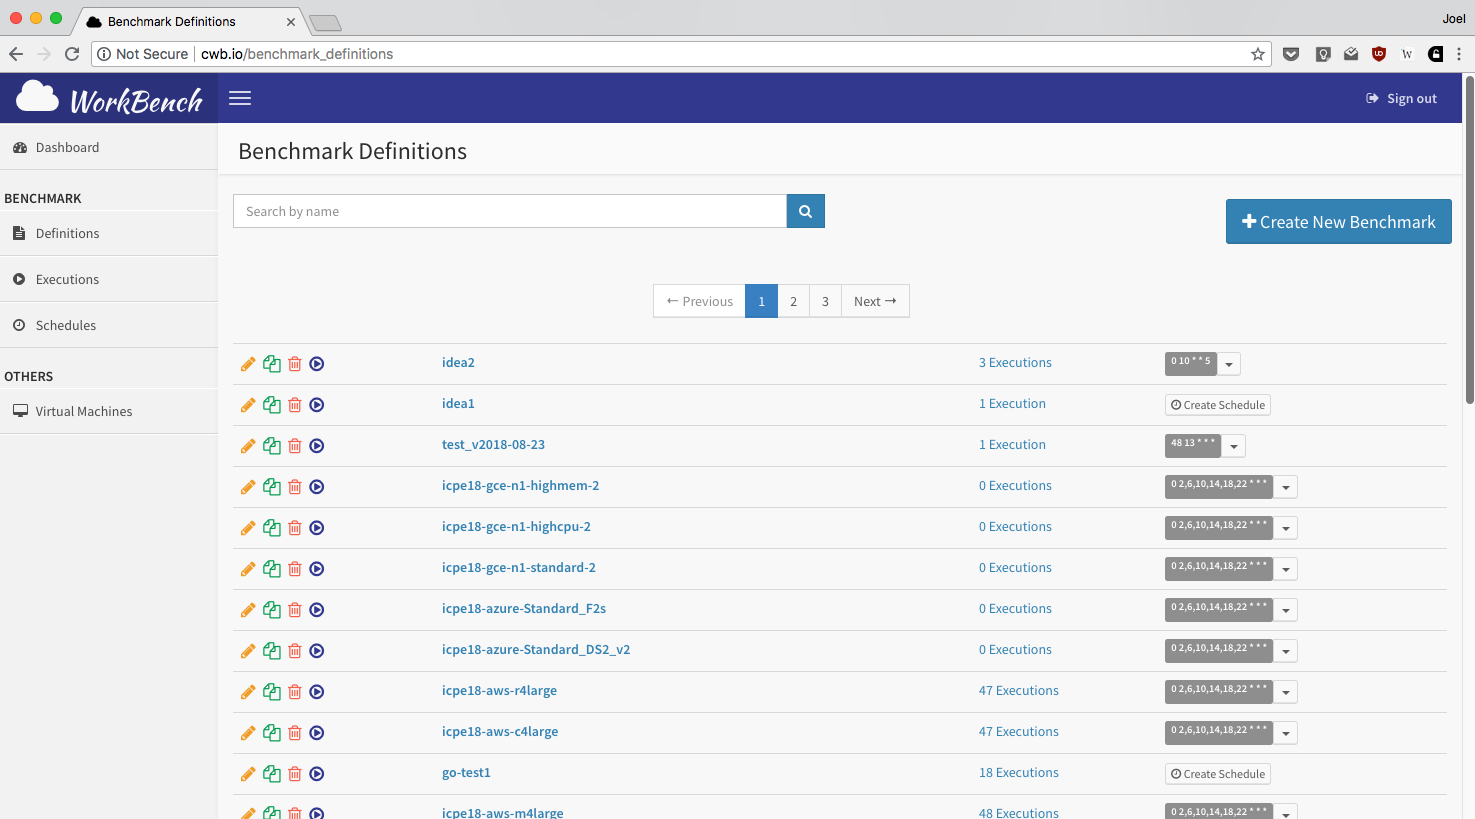 Benchmark Definitions
Joel
Not Secure cwb.io/benchmark_definitions
WorkBench
Sign out
Dashboard
Benchmark Definitions
BENCHMARK
Search by name
Create New Benchmark
Definitions
Executions
← Previous 1 2 3 Next →
Schedules
OTHERS
Virtual Machines
idea2 3 Executions 0 10 * * 5
idea1 1 Execution Create Schedule
test_v2018-08-23 1 Execution 48 13 * * *
icpe18-gce-n1-highmem-2 0 Executions 0 2,6,10,14,18,22 * * *
icpe18-gce-n1-highcpu-2 0 Executions 0 2,6,10,14,18,22 * * *
icpe18-gce-n1-standard-2 0 Executions 0 2,6,10,14,18,22 * * *
icpe18-azure-Standard_F2s 0 Executions 0 2,6,10,14,18,22 * * *
icpe18-azure-Standard_DS2_v2 0 Executions 0 2,6,10,14,18,22 * * *
icpe18-aws-r4large 47 Executions 0 2,6,10,14,18,22 * * *
icpe18-aws-c4large 47 Executions 0 2,6,10,14,18,22 * * *
go-test1 18 Executions Create Schedule
icpe18-aws-m4large 48 Executions 0 2,6,10,14,18,22 * * *